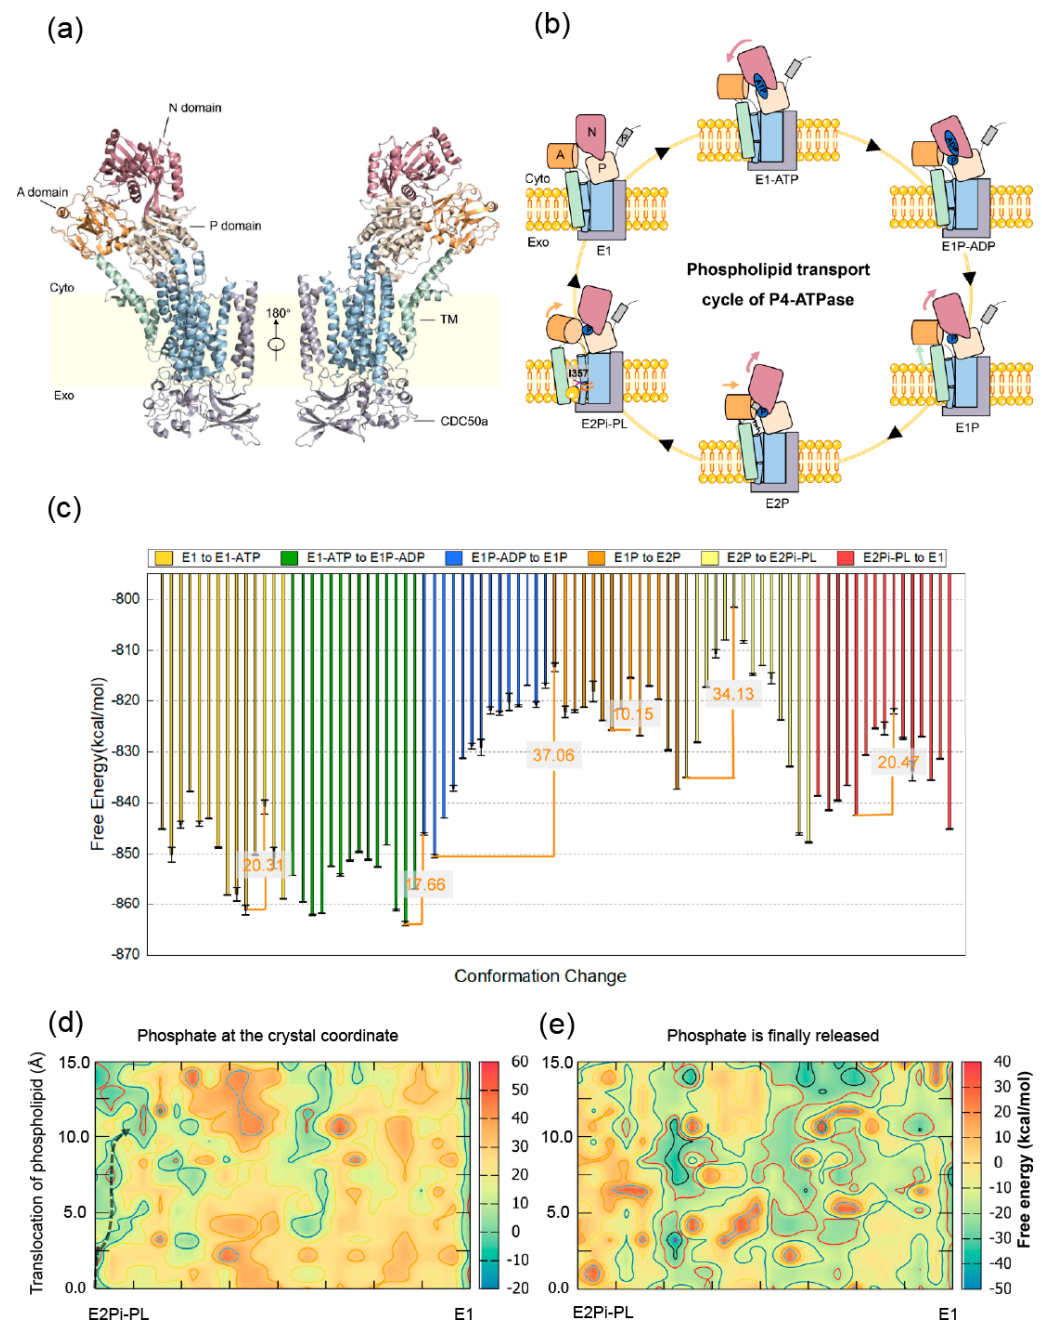 (a)
N domain
A domain
P domain
Cyto
180°
TM
Exo
CDC50a
(b)
N
A
P
Cyto
Exo
E1
ATP
E1-ATP
ADP
E1P-ADP
Phospholipid transport
cycle of P4-ATPase
E1P
E2P
I357
E2Pi-PL
(c)
E1 to E1-ATP
E1-ATP to E1P-ADP
E1P-ADP to E1P
E1P to E2P
E2P to E2Pi-PL
E2Pi-PL to E1
Free Energy(kcal/mol)
-800
-810
-820
-830
-840
-850
-860
-870
20.31
17.66
37.06
10.15
34.13
20.47
Conformation Change
(d)
Phosphate at the crystal coordinate
Translocation of phospholipid (Å)
15.0
10.0
5.0
0.0
E2Pi-PL
E1
60
50
40
30
20
10
0
-10
-20
(e)
Phosphate is finally released
15.0
10.0
5.0
0.0
E2Pi-PL
E1
40
30
20
10
0
-10
-20
-30
-40
-50
Free energy (kcal/mol)